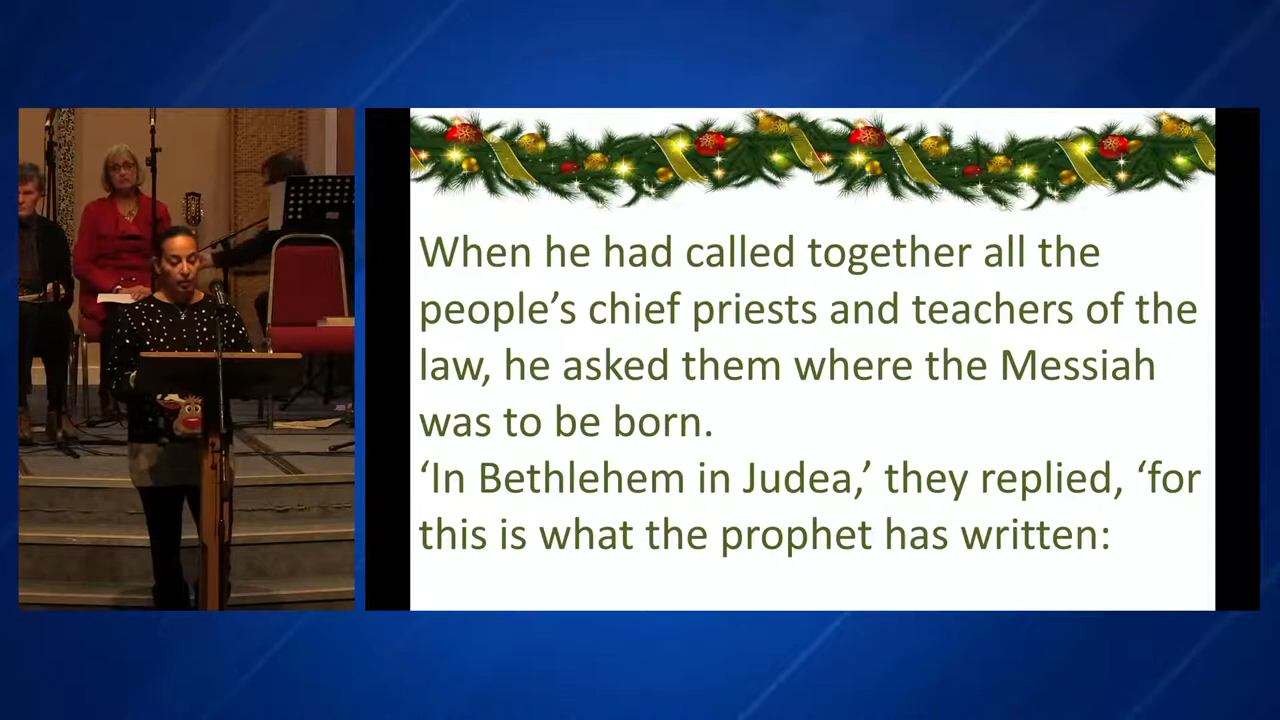 When he had called together all the
people’s chief priests and teachers of the
law, he asked them where the Messiah
was to be born.
‘In Bethlehem in Judea,’ they replied, ‘for
this is what the prophet has written: